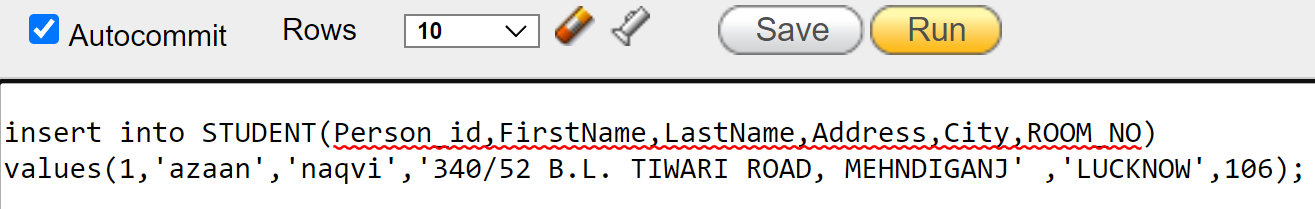 Autocommit Rows 10 Save Run
insert into STUDENT(Person_id,FirstName,LastName,Address,City,ROOM_NO)
values(1,'azaan','naqvi','340/52 B.L. TIWARI ROAD, MEHNDIGANJ' ,'LUCKNOW',106);